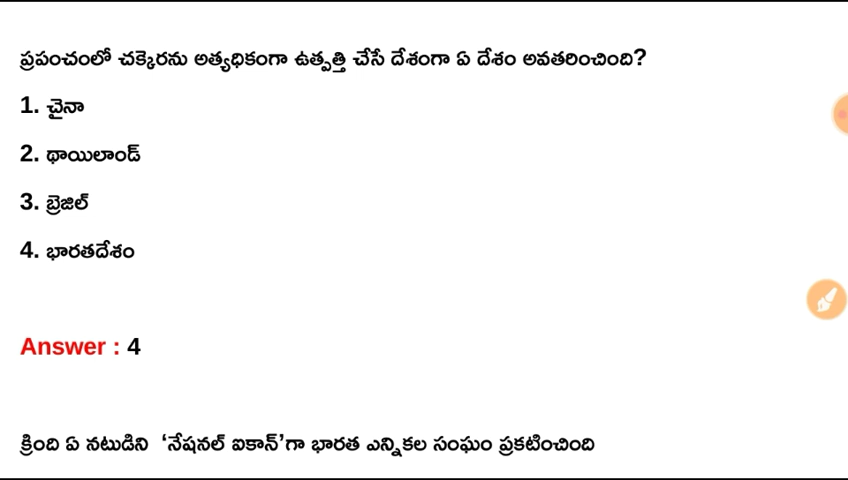 ప్రపంచంలో చక్కెరను అత్యధికంగా ఉత్పత్తి చేసే దేశంగా ఏ దేశం అవతరించింది?
1. చైనా
2. థాయిలాండ్
3. బ్రెజిల్
4. భారతదేశం
Answer : 4
క్రింది ఏ నటుడిని ‘నేషనల్ ఐకాన్’గా భారత ఎన్నికల సంఘం ప్రకటించింది